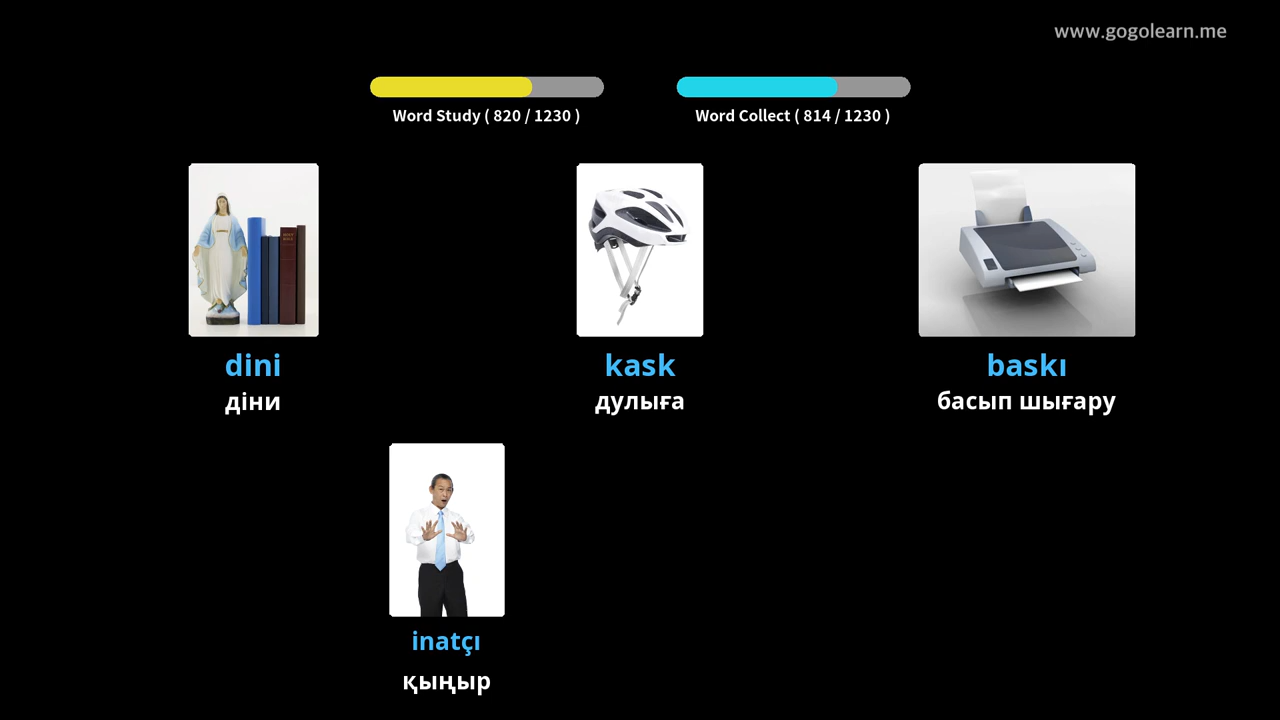 www.gogolearn.me
Word Study ( 820 / 1230 )
Word Collect ( 814 / 1230 )
dini
діни
kask
дулыға
baskı
басып шығару
inatçı
қыңыр